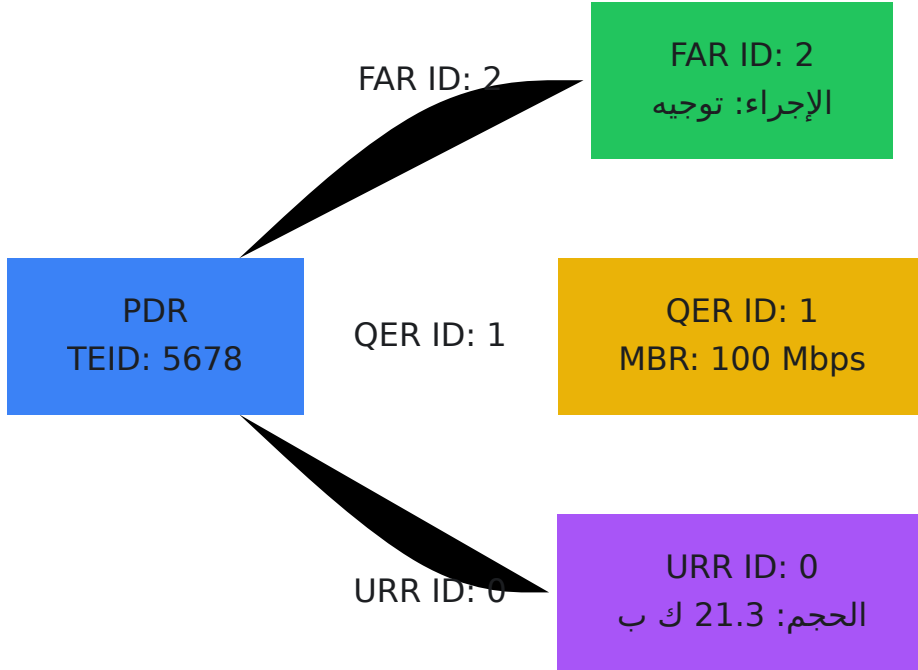 PDR
TEID: 5678
FAR ID: 2
QER ID: 1
URR ID: 0
FAR ID: 2
الإجراء: توجيه
QER ID: 1
MBR: 100 Mbps
URR ID: 0
الحجم: 21.3 ك ب